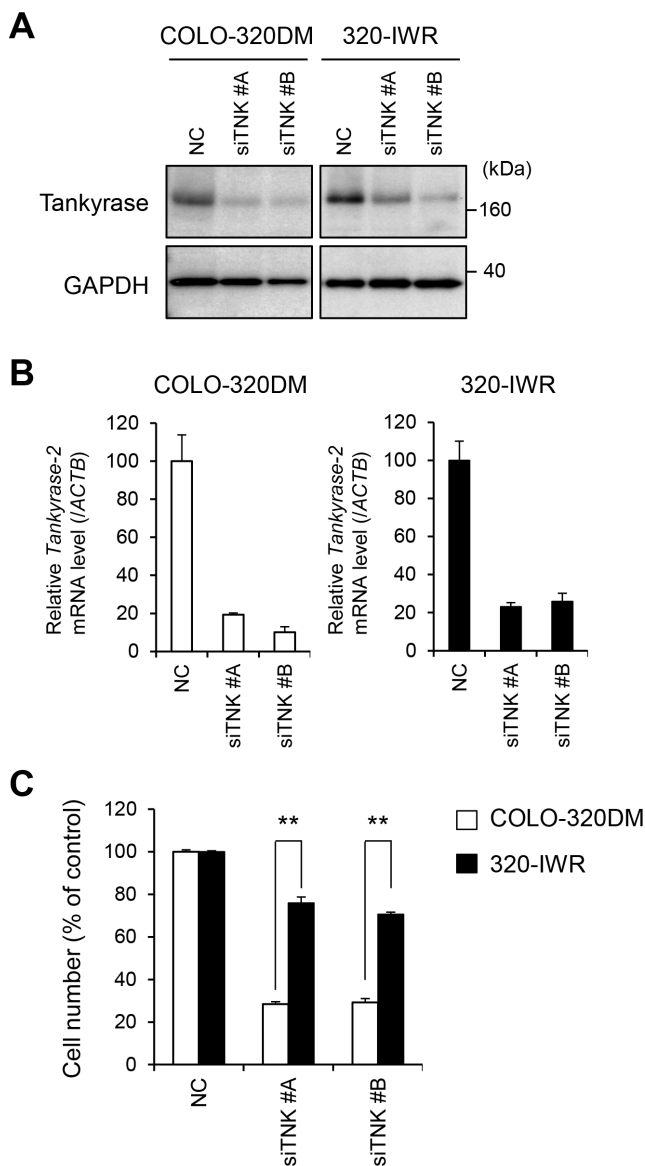 A
COLO-320DM
320-IWR
NC
siTNK #A
siTNK #B
NC
siTNK #A
siTNK #B
(kDa)
Tankyrase
160
GAPDH
40
B
COLO-320DM
320-IWR
Relative Tankyrase-2
mRNA level (/ACTB)
120
100
80
60
40
20
0
NC
siTNK #A
siTNK #B
Relative Tankyrase-2
mRNA level (/ACTB)
120
100
80
60
40
20
0
NC
siTNK #A
siTNK #B
C
Cell number (% of control)
120
100
80
60
40
20
0
**
**
NC
siTNK #A
siTNK #B
COLO-320DM
320-IWR